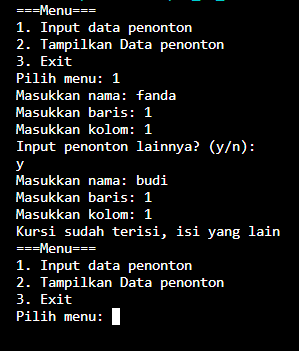 ===Menu===
1. Input data penonton
2. Tampilkan Data penonton
3. Exit
Pilih menu: 1
Masukkan nama: fanda
Masukkan baris: 1
Masukkan kolom: 1
Input penonton lainnya? (y/n):
y
Masukkan nama: budi
Masukkan baris: 1
Masukkan kolom: 1
Kursi sudah terisi, isi yang lain
===Menu===
1. Input data penonton
2. Tampilkan Data penonton
3. Exit
Pilih menu: